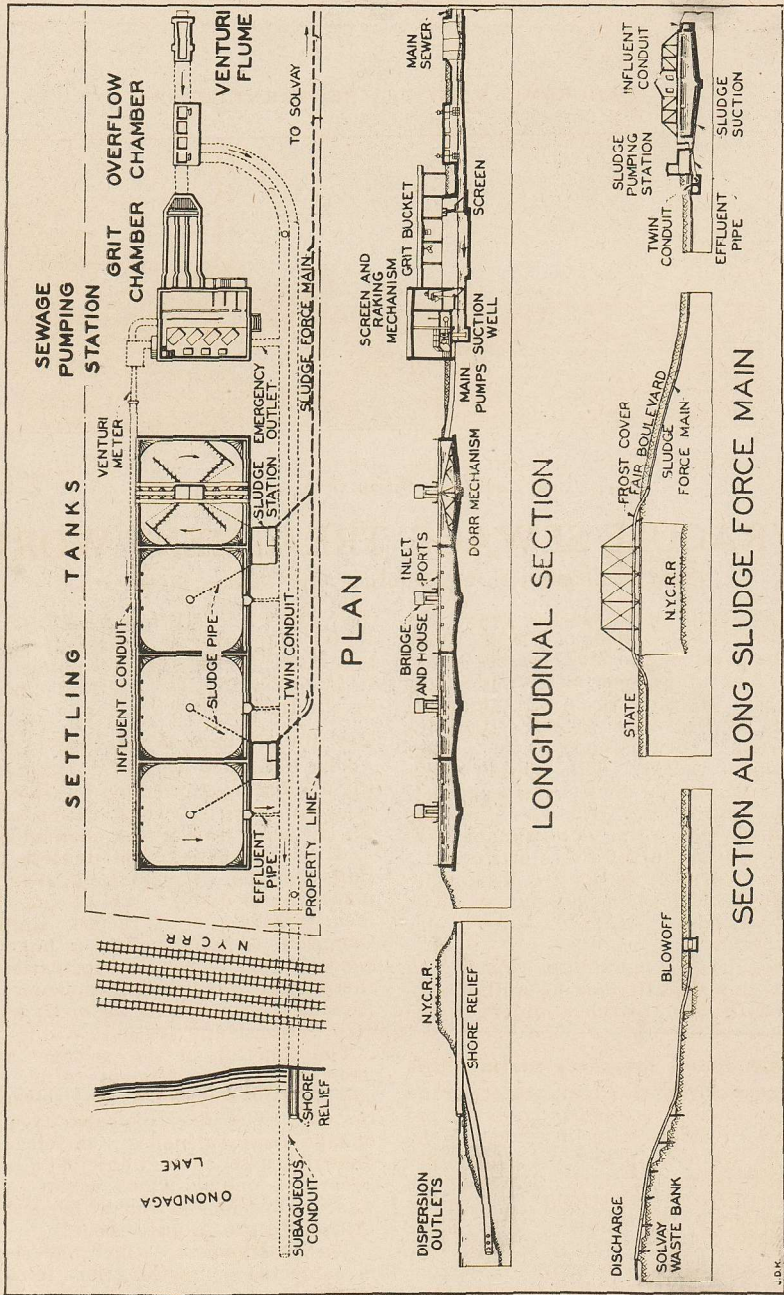 SEWAGE
PUMPING
STATION
GRIT
CHAMBER
OVERFLOW
CHAMBER
VENTURI
FLUME
SETTLING TANKS
VENTURI
METER
INFLUENT CONDUIT
SLUDGE PIPE
SLUDGE
STATION
EMERGENCY
OUTLET
SLUDGE FORCE MAIN
TO SOLVAY
TWIN CONDUIT
EFFLUENT
PIPE
PROPERTY LINE
N Y C R R
SHORE
RELIEF
ONONDAGA
LAKE
SUBAQUEOUS
CONDUIT
PLAN
MAIN
SEWER
SCREEN AND
RAKING
MECHANISM
GRIT BUCKET
SCREEN
SUCTION
WELL
MAIN
PUMPS
DORR MECHANISM
INLET
PORTS
BRIDGE
AND HOUSE
N.Y.C.R.R.
SHORE RELIEF
DISPERSION
OUTLETS
LONGITUDINAL SECTION
INFLUENT
CONDUIT
SLUDGE
PUMPING
STATION
SLUDGE
SUCTION
TWIN
CONDUIT
EFFLUENT
PIPE
FROST COVER
FAIR BOULEVARD
SLUDGE
FORCE MAIN
N.Y.C.R.R
STATE
BLOWOFF
DISCHARGE
SOLVAY
WASTE BANK
SECTION ALONG SLUDGE FORCE MAIN
J.D.K.